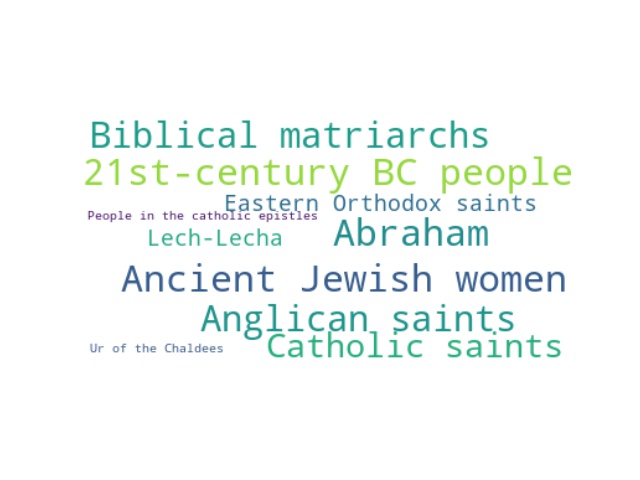 Biblical matriarchs
21st-century BC people
Eastern Orthodox saints
People in the catholic epistles
Lech-Lecha
Abraham
Ancient Jewish women
Anglican saints
Ur of the Chaldees
Catholic saints